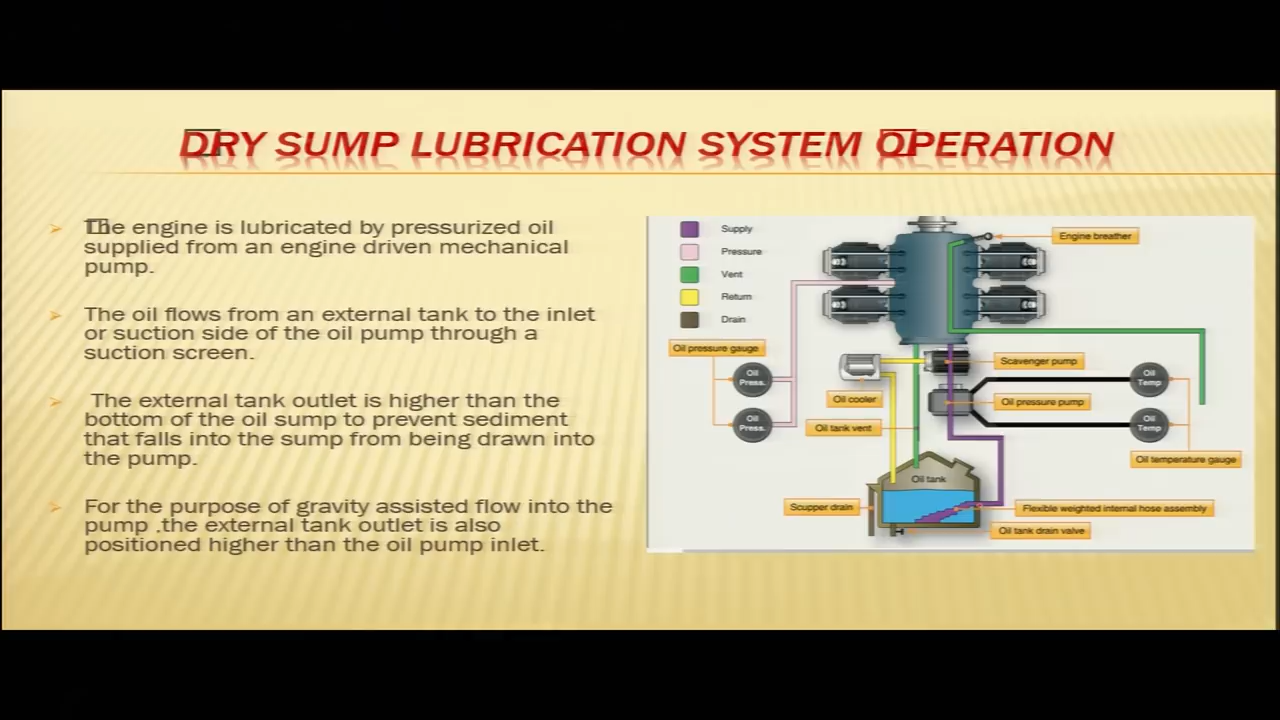 DRY SUMP LUBRICATION SYSTEM OPERATION
The engine is lubricated by pressurized oil
supplied from an engine driven mechanical
pump.
The oil flows from an external tank to the inlet
or suction side of the oil pump through a
suction screen.
The external tank outlet is higher than the
bottom of the oil sump to prevent sediment
that falls into the sump from being drawn into
the pump.
For the purpose of gravity assisted flow into the
pump .the external tank outlet is also
positioned higher than the oil pump inlet.
Supply
Pressure
Vent
Return
Drain
Engine breather
Oil pressure gauge
Oil
Press.
Oil
Press.
Oil cooler
Oil tank vent
Scavenger pump
Oil pressure pump
Oil
Temp
Oil
Temp
Oil temperature gauge
Oil tank
Scupper drain
Flexible weighted internal hose assembly
Oil tank drain valve